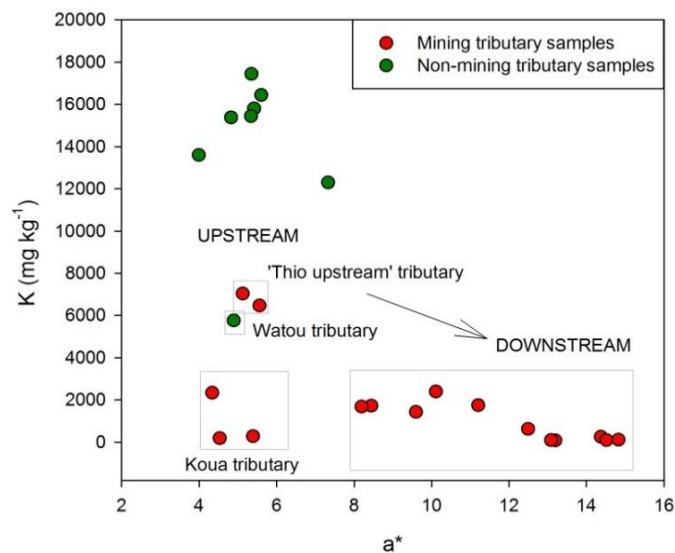 20000
18000
16000
14000
12000
10000
8000
6000
4000
2000
0
K (mg kg⁻¹)
Mining tributary samples
Non-mining tributary samples
UPSTREAM
'Thio upstream' tributary
Watou tributary
DOWNSTREAM
Koua tributary
2 4 6 8 10 12 14 16
a*